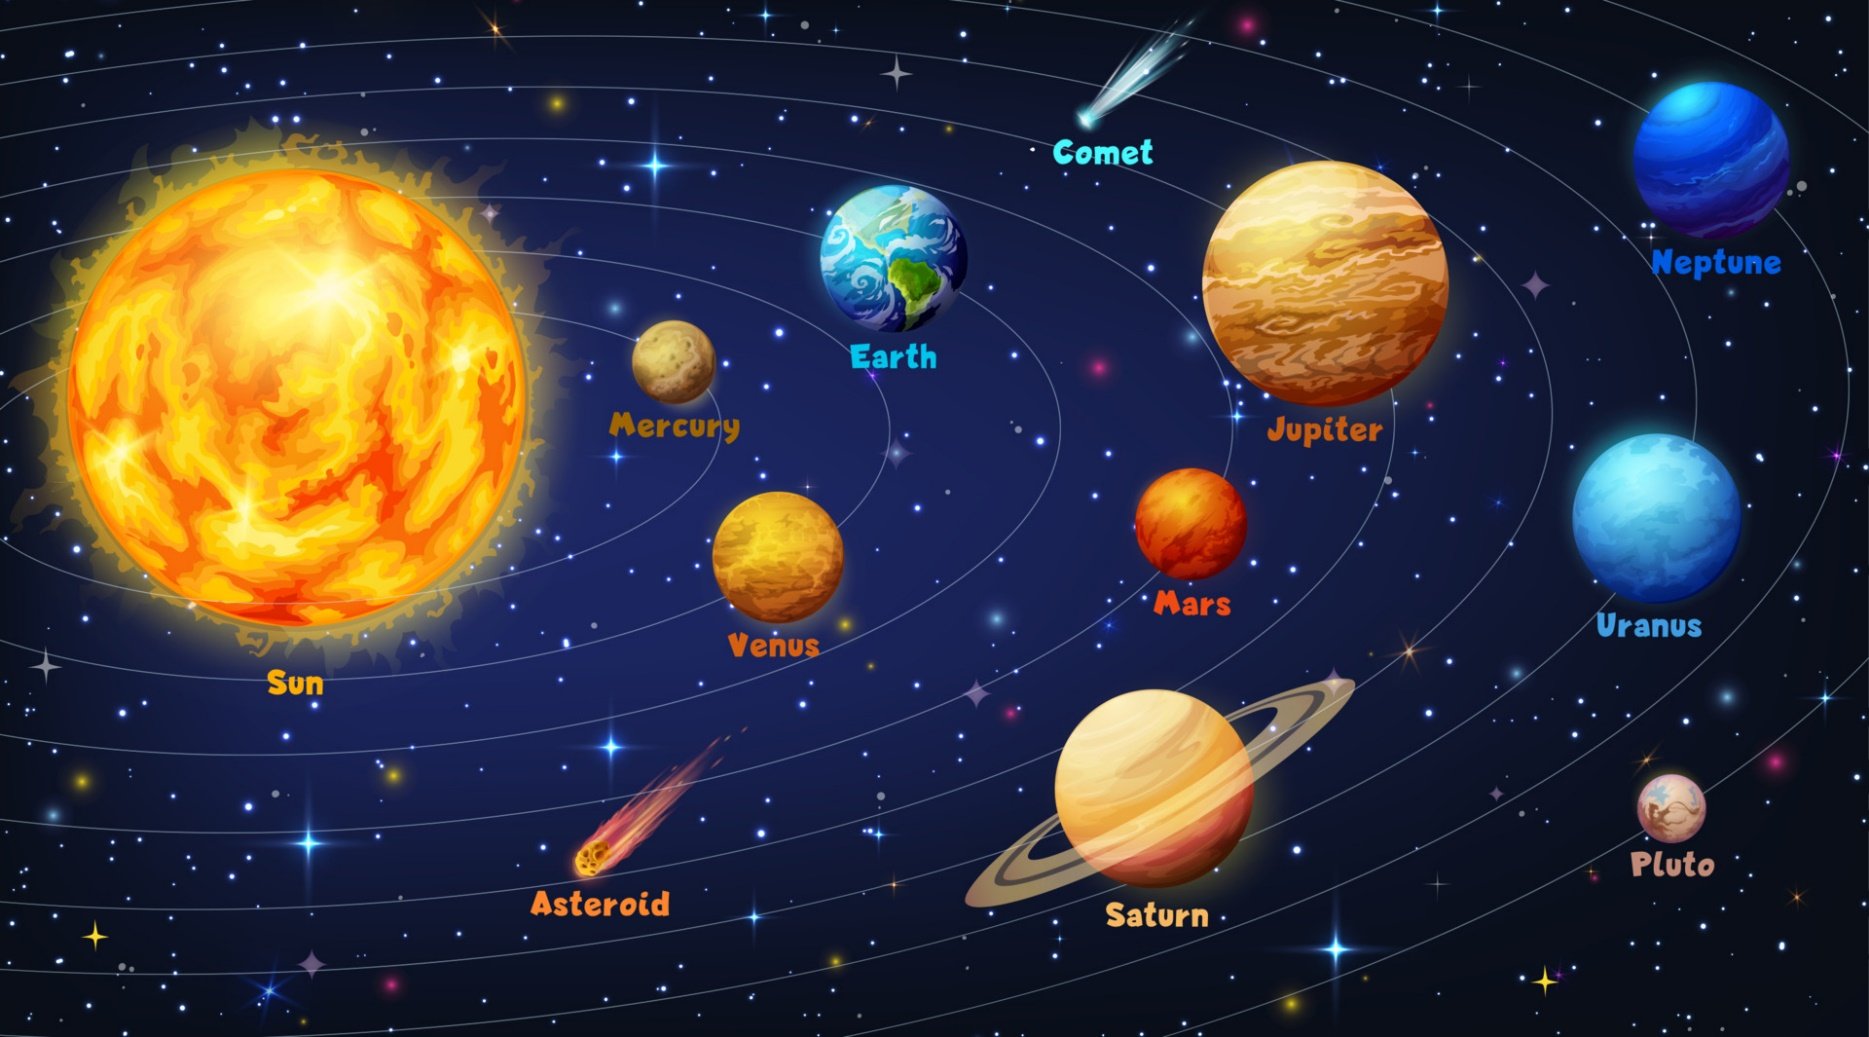 Comet
Neptune
Earth
Mercury
Jupiter
Mars
Uranus
Venus
Sun
Asteroid
Saturn
Pluto